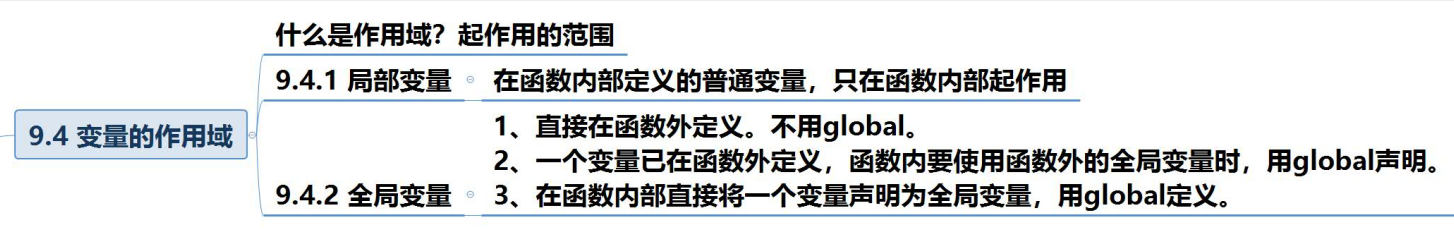 什么是作用域？起作用的范围
9.4.1 局部变量
在函数内部定义的普通变量，只在函数内部起作用
9.4 变量的作用域
1、直接在函数外定义。不用global。
2、一个变量已在函数外定义，函数内要使用函数外的全局变量时，用global声明。
9.4.2 全局变量
3、在函数内部直接将一个变量声明为全局变量，用global定义。